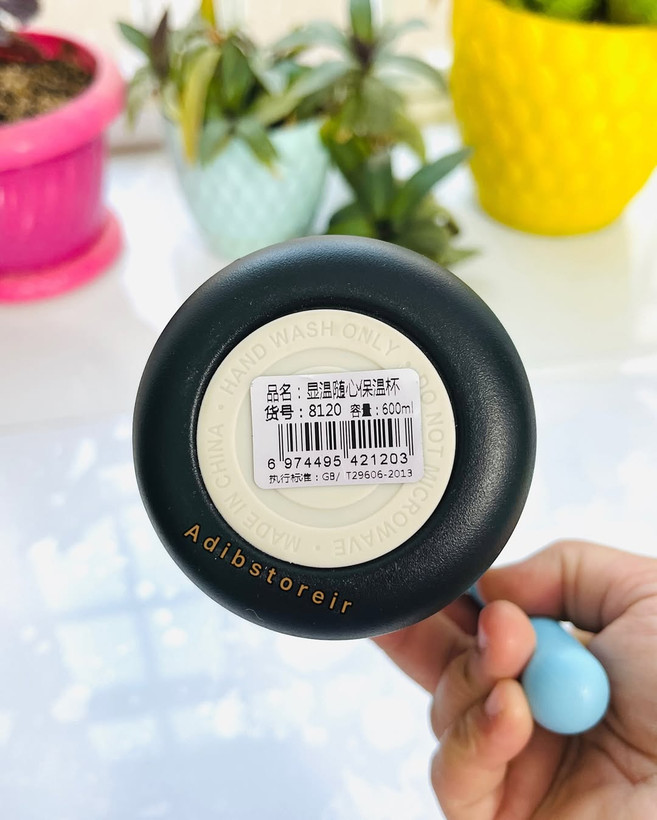 HAND WASH ONLY • DO NOT MICROWAVE • MADE IN CHINA •
品名：显温随心保温杯
货号：8120 容量：600ml
6 974495 421203
执行标准：GB/ T29606-2013
Adibstoreir